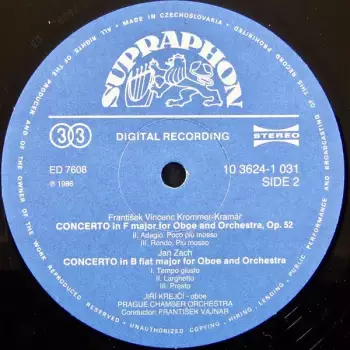 MADE IN CZECHOSLOVAKIA
ALL RIGHTS OF THE PRODUCER AND OF THE OWNER OF THE WORK REPRODUCED RESERVED
UNAUTHORIZED COPYING · HIRING · LENDING · PUBLIC PERFORMANCE AND BROADCASTING OF THIS RECORD PROHIBITED
SUPRAPHON
33
DIGITAL RECORDING
STEREO
ED 7608
℗ 1986
10 3624-1 031
SIDE 2
František Vincenc Krommer-Kramář
CONCERTO in F major for Oboe and Orchestra, Op. 52
II. Adagio. Poco più mosso
III. Rondo. Più mosso
Jan Zach
CONCERTO in B flat major for Oboe and Orchestra
I. Tempo giusto
II. Larghetto
III. Presto
JIŘÍ KREJČÍ - oboe
PRAGUE CHAMBER ORCHESTRA
Conductor: FRANTIŠEK VAJNAR